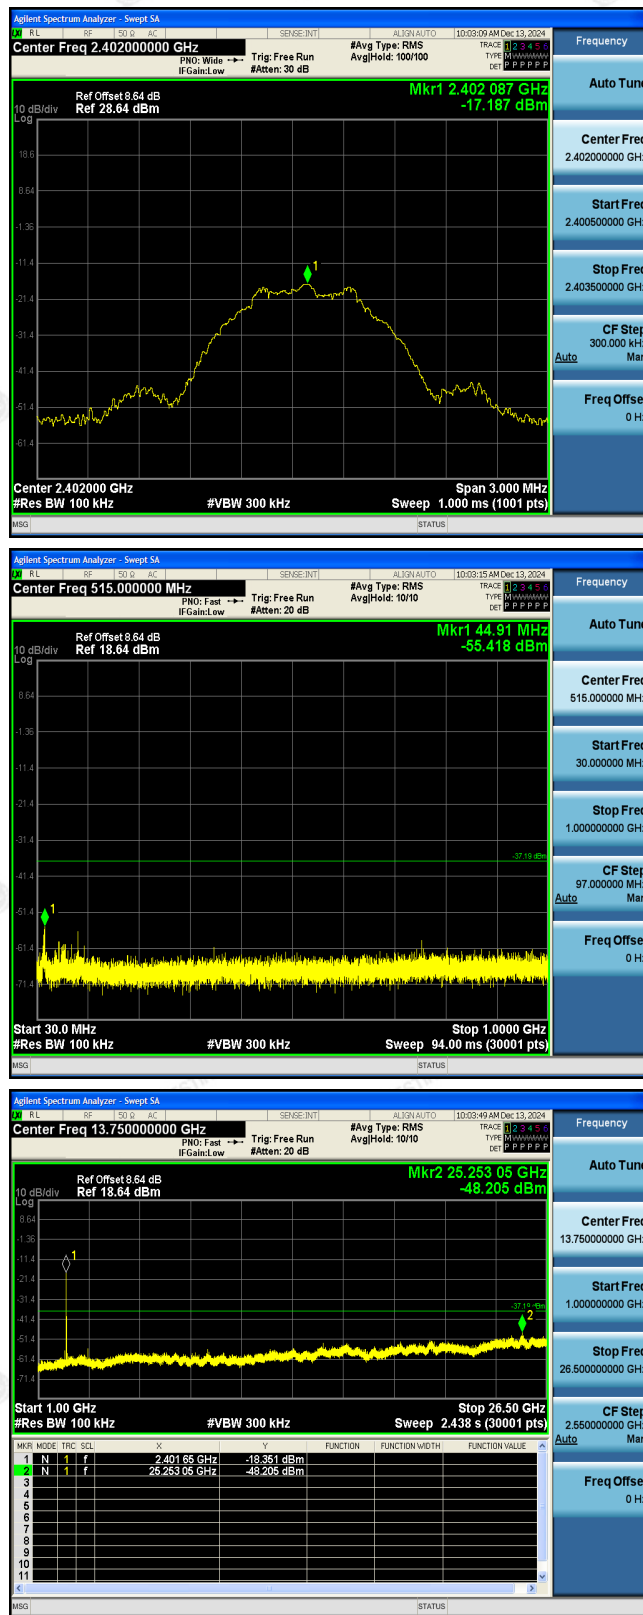 Agilent Spectrum Analyzer - Swept SA
RL RF 50 Ω AC SENSE:INT ALIGN AUTO 10:03:09 AM Dec 13, 2024
Center Freq 2.402000000 GHz
PNO: Wide
IFGain:Low
Trig: Free Run
#Atten: 30 dB
#Avg Type: RMS
Avg|Hold: 100/100
TRACE 1 2 3 4 5 6
TYPE M
DET P P P P P P
Ref Offset 8.64 dB
10 dB/div Ref 28.64 dBm
Log
Mkr1 2.402 087 GHz
-17.187 dBm
1
18.6
8.64
-1.36
-11.4
-21.4
-31.4
-41.4
-51.4
-61.4
Center 2.402000 GHz Span 3.000 MHz
#Res BW 100 kHz #VBW 300 kHz Sweep 1.000 ms (1001 pts)
MSG STATUS
Frequency
Auto Tune
Center Freq
2.402000000 GHz
Start Freq
2.400500000 GHz
Stop Freq
2.403500000 GHz
CF Step
300.000 kHz
Auto Man
Freq Offset
0 Hz
Agilent Spectrum Analyzer - Swept SA
RL RF 50 Ω AC SENSE:INT ALIGN AUTO 10:03:15 AM Dec 13, 2024
Center Freq 515.000000 MHz
PNO: Fast
IFGain:Low
Trig: Free Run
#Atten: 20 dB
#Avg Type: RMS
Avg|Hold: 10/10
TRACE 1 2 3 4 5 6
TYPE M
DET P P P P P P
Ref Offset 8.64 dB
10 dB/div Ref 18.64 dBm
Log
Mkr1 44.91 MHz
-55.418 dBm
8.64
-1.36
-11.4
-21.4
-31.4
-37.19 dBm
-41.4
-51.4
1
-61.4
-71.4
Start 30.0 MHz Stop 1.0000 GHz
#Res BW 100 kHz #VBW 300 kHz Sweep 94.00 ms (30001 pts)
MSG STATUS
Frequency
Auto Tune
Center Freq
515.000000 MHz
Start Freq
30.000000 MHz
Stop Freq
1.000000000 GHz
CF Step
97.000000 MHz
Auto Man
Freq Offset
0 Hz
Agilent Spectrum Analyzer - Swept SA
RL RF 50 Ω AC SENSE:INT ALIGN AUTO 10:03:49 AM Dec 13, 2024
Center Freq 13.750000000 GHz
PNO: Fast
IFGain:Low
Trig: Free Run
#Atten: 20 dB
#Avg Type: RMS
Avg|Hold: 10/10
TRACE 1 2 3 4 5 6
TYPE M
DET P P P P P P
Ref Offset 8.64 dB
10 dB/div Ref 18.64 dBm
Log
Mkr2 25.253 05 GHz
-48.205 dBm
8.64
-1.36
-11.4
1
-21.4
-31.4
-37.19 dBm
-41.4
2
-51.4
-61.4
-71.4
Start 1.00 GHz Stop 26.50 GHz
#Res BW 100 kHz #VBW 300 kHz Sweep 2.438 s (30001 pts)
MKR MODE TRC SCL X Y FUNCTION FUNCTION WIDTH FUNCTION VALUE
1 N 1 f 2.401 65 GHz -18.351 dBm
2 N 1 f 25.253 05 GHz -48.205 dBm
3
4
5
6
7
8
9
10
11
MSG STATUS
Frequency
Auto Tune
Center Freq
13.750000000 GHz
Start Freq
1.000000000 GHz
Stop Freq
26.500000000 GHz
CF Step
2.550000000 GHz
Auto Man
Freq Offset
0 Hz